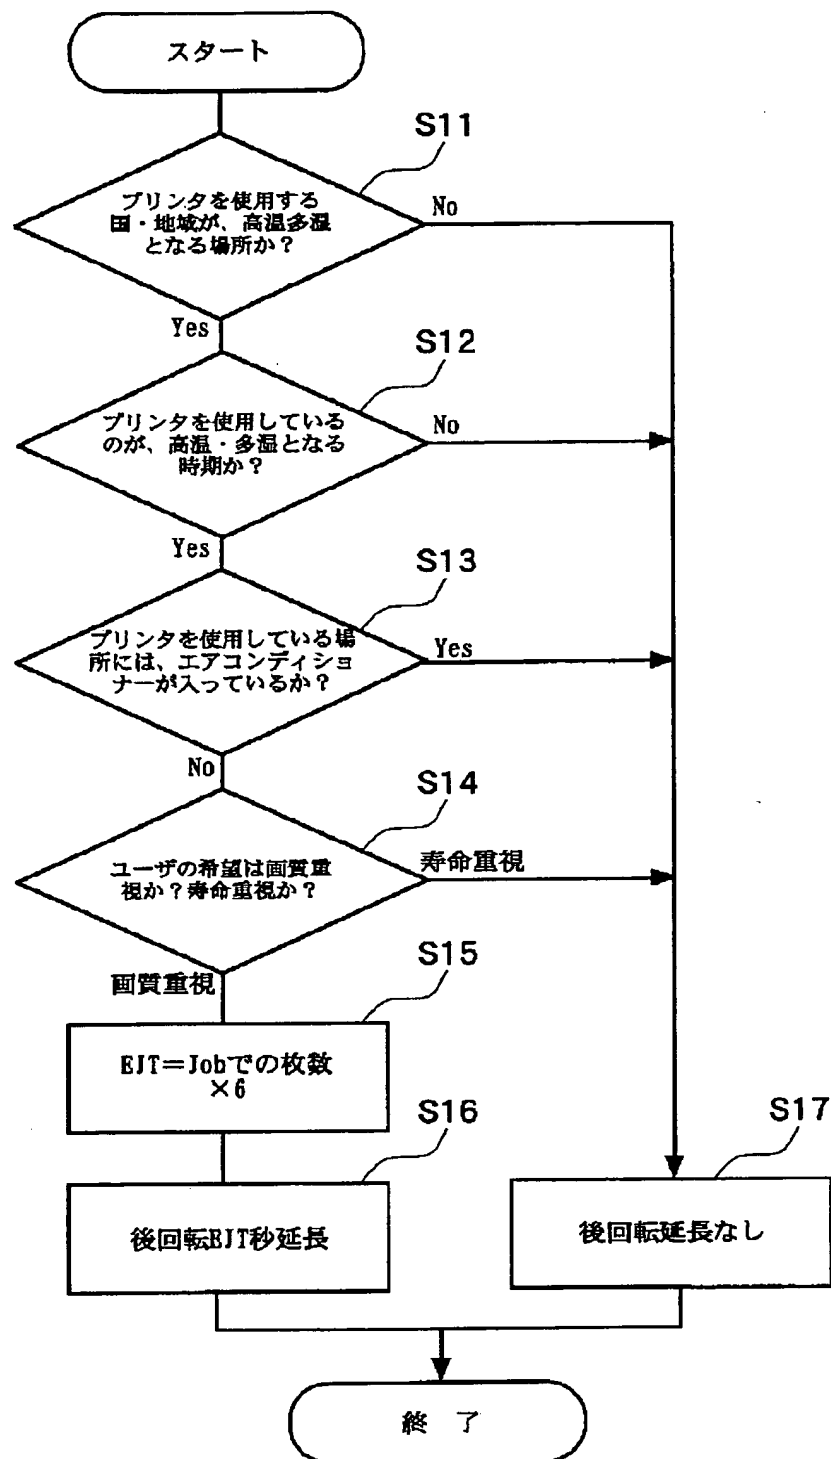 スタート
S11
プリンタを使用する
国・地域が、高温多湿
となる場所か？
No
Yes
S12
プリンタを使用している
のが、高温・多湿となる
時期か？
No
Yes
S13
プリンタを使用している場
所には、エアコンディショ
ナーが入っているか？
Yes
No
S14
ユーザの希望は画質重
視か？寿命重視か？
寿命重視
画質重視
S15
EJT＝Jobでの枚数
×6
S16
後回転EJT秒延長
S17
後回転延長なし
終 了